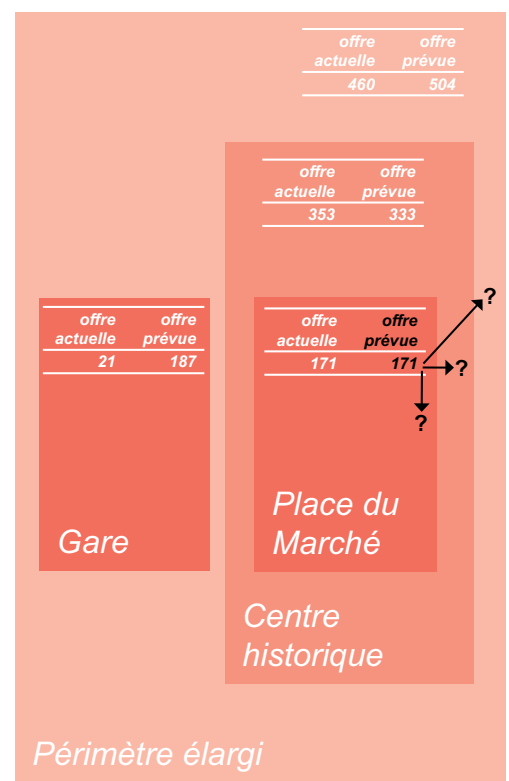 offre offre
actuelle prévue
460 504
offre offre
actuelle prévue
353 333
offre offre
actuelle prévue
21 187
offre offre
actuelle prévue
171 171
?
?
?
Gare
Place du
Marché
Centre
historique
Périmètre élargi